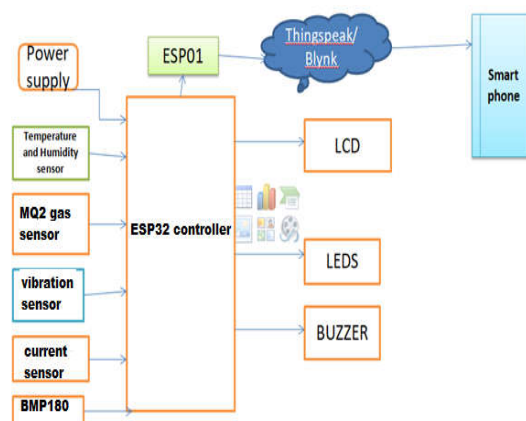 Power
supply
ESP01
Thingspeak/
Blynk
Smart
phone
Temperature
and Humidity
sensor
MQ2 gas
sensor
vibration
sensor
current
sensor
BMP180
ESP32 controller
LCD
LEDS
BUZZER